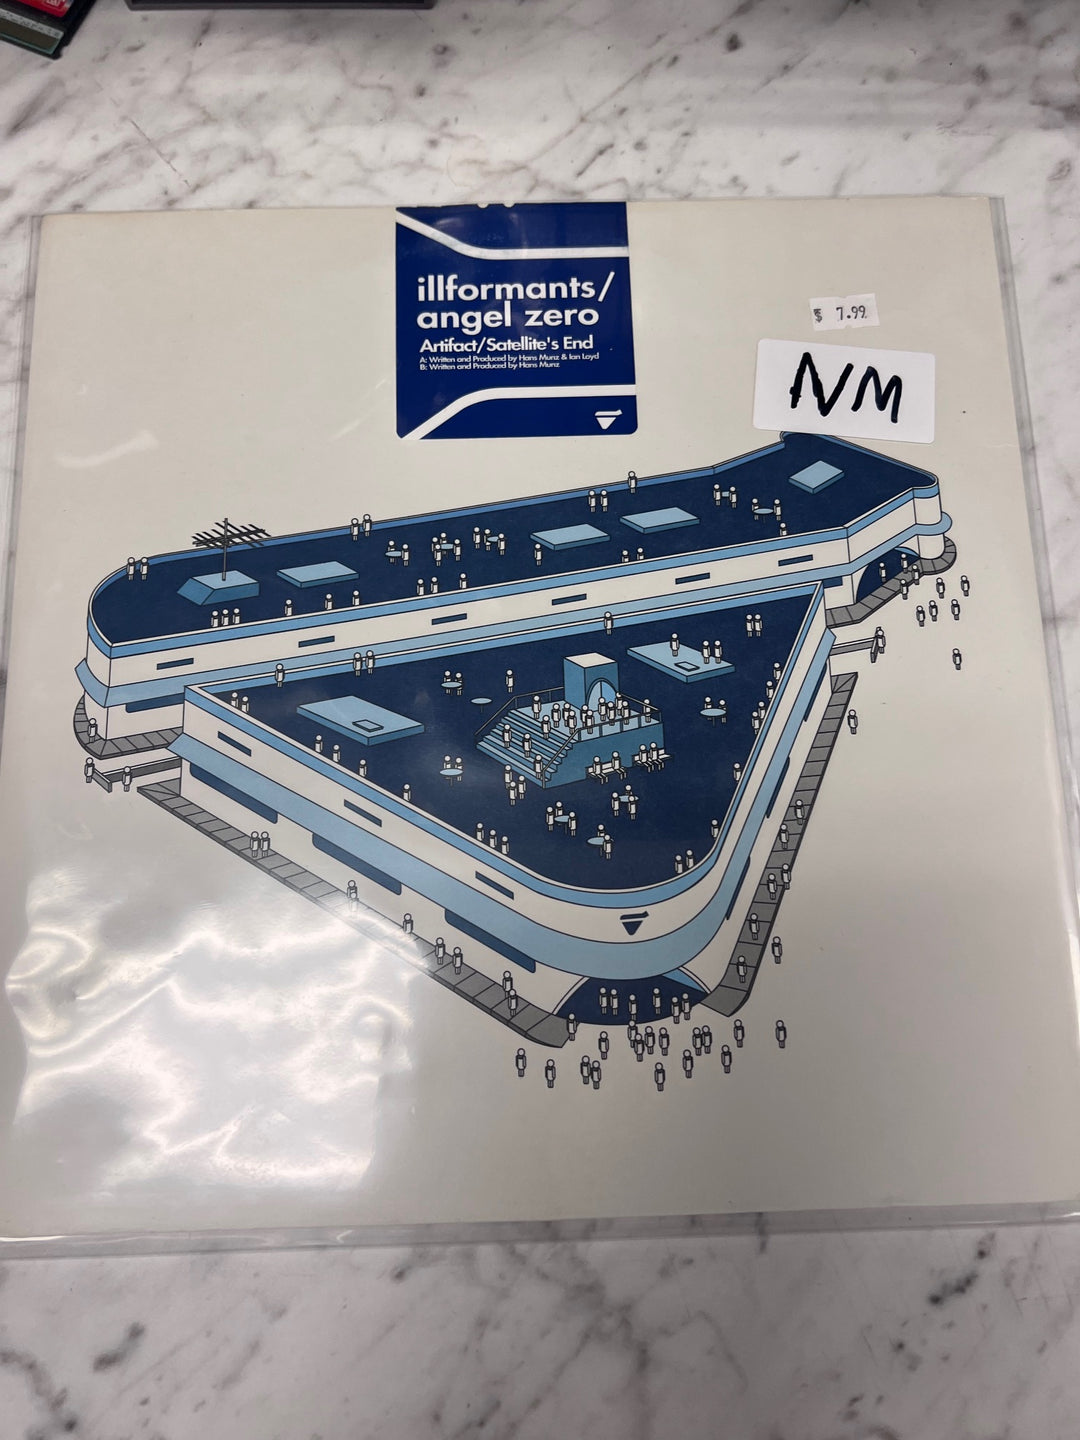 illformants/
angel zero
Artifact/Satellite's End
A: Written and Produced by Hans Munz & Ian Loyd
B: Written and Produced by Hans Munz
$ 7.99
NM